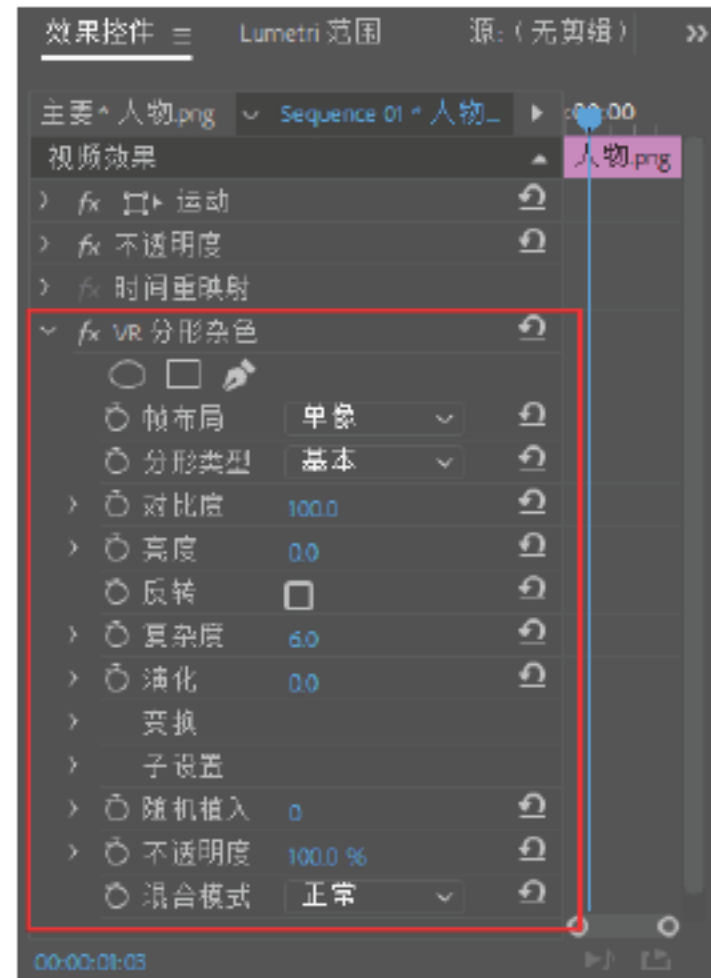 效果控件 Lumetri 范围 源:（无剪辑）
主要*人物.png Sequence 01*人物... :00:00
视频效果 人物.png
fx 运动
fx 不透明度
fx 时间重映射
fx VR 分形杂色
帧布局 单像
分形类型 基本
对比度 100.0
亮度 0.0
反转
复杂度 6.0
演化 0.0
变换
子设置
随机植入 0
不透明度 100.0 %
混合模式 正常
00:00:01:03